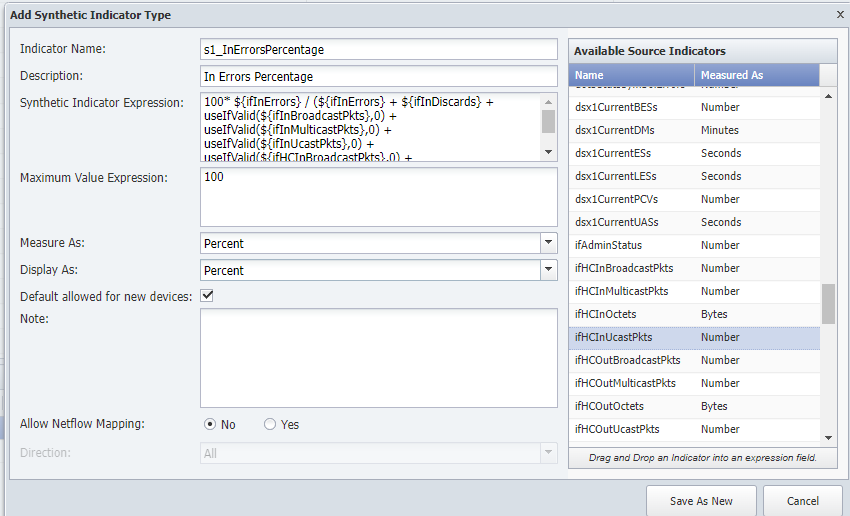 Add Synthetic Indicator Type
x
Indicator Name:
s1_InErrorsPercentage
Description:
In Errors Percentage
Synthetic Indicator Expression:
100* ${ifInErrors} / (${ifInErrors} + ${ifInDiscards} +
useIfValid(${ifInBroadcastPkts},0) +
useIfValid(${ifInMulticastPkts},0) +
useIfValid(${ifInUcastPkts},0) +
useIfValid(${ifHCInBroadcastPkts},0) +
Maximum Value Expression:
100
Measure As:
Percent
Display As:
Percent
Default allowed for new devices:
Note:
Allow Netflow Mapping:
No
Yes
Direction:
All
Available Source Indicators
Name Measured As
dsx1CurrentBESs Number
dsx1CurrentDMs Minutes
dsx1CurrentESs Seconds
dsx1CurrentLESs Seconds
dsx1CurrentPCVs Number
dsx1CurrentUASs Seconds
ifAdminStatus Number
ifHCInBroadcastPkts Number
ifHCInMulticastPkts Number
ifHCInOctets Bytes
ifHCInUcastPkts Number
ifHCOutBroadcastPkts Number
ifHCOutMulticastPkts Number
ifHCOutOctets Bytes
ifHCOutUcastPkts Number
Drag and Drop an Indicator into an expression field.
Save As New
Cancel